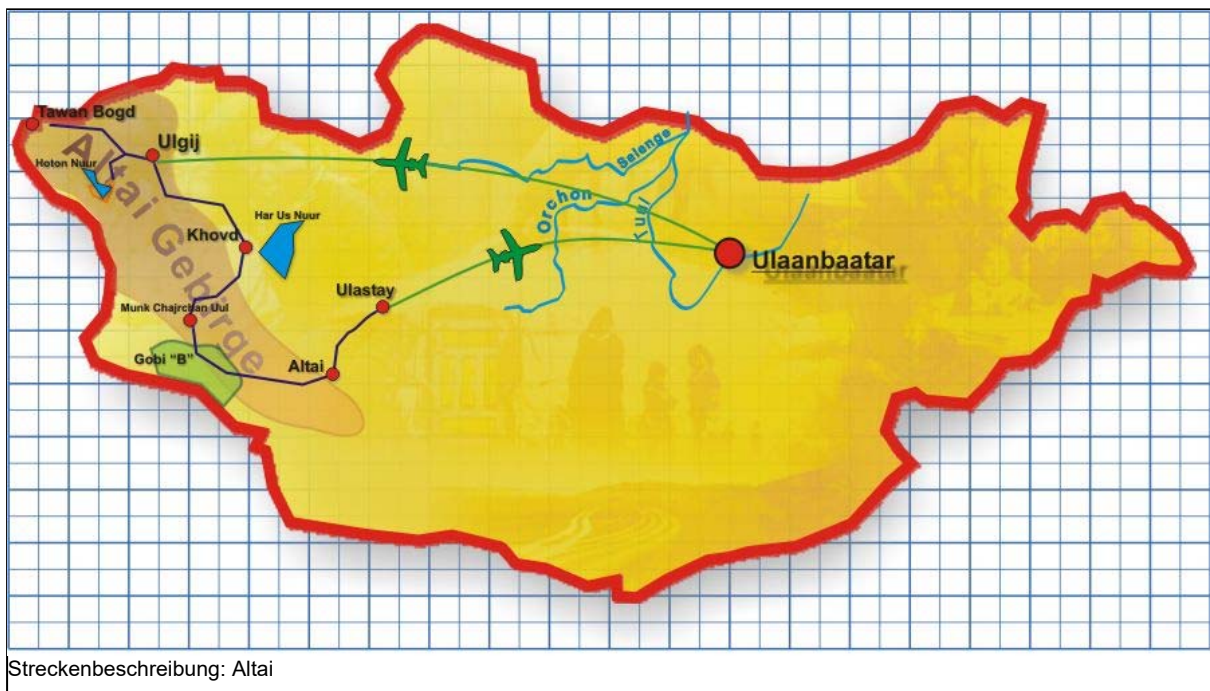 Tawan Bogd
Ulgij
Hoton Nuur
Altai Gebirge
Selenge
Orchon
Tuul
Har Us Nuur
Khovd
Ulaanbaatar
Ulastay
Munk Chajrchan Uul
Gobi "B"
Altai
Streckenbeschreibung: Altai